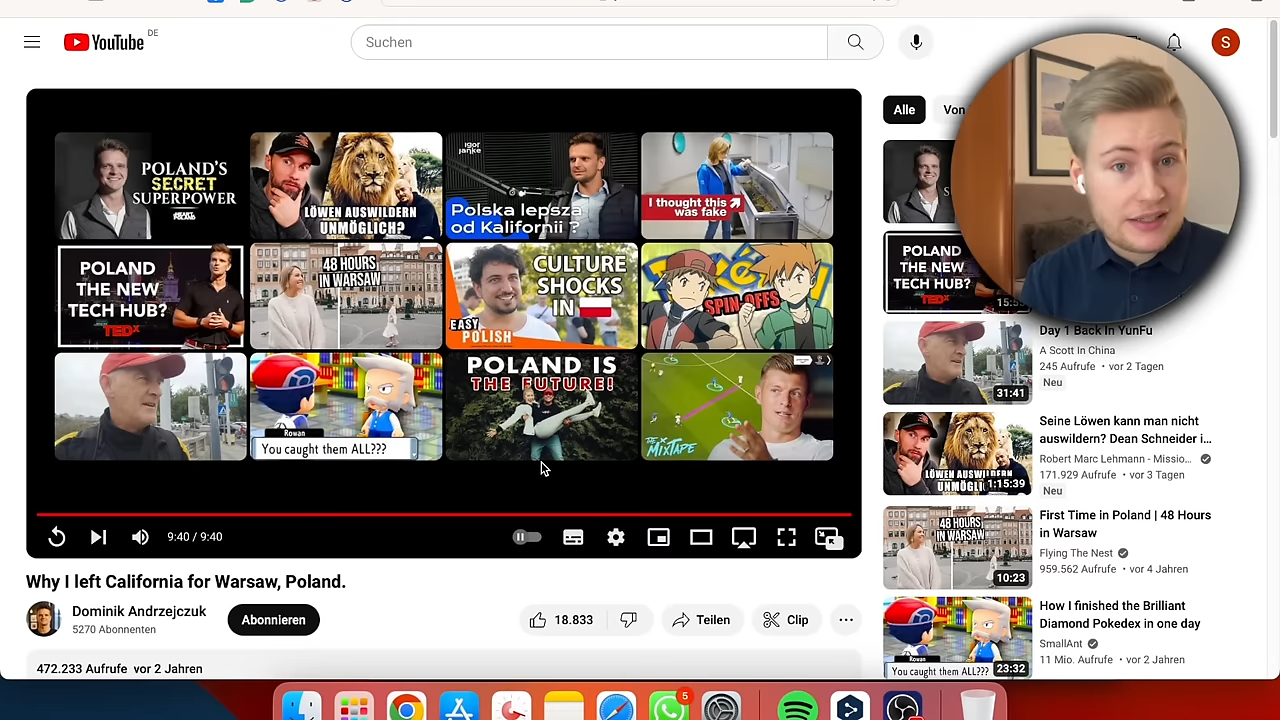 YouTube
DE
Suchen
S
POLAND'S
SECRET
SUPERPOWER
LÖWEN AUSWILDERN
UNMÖGLICH?
igor
janke
Polska lepsza
od Kalifornii ?
I thought this
was fake
POLAND
THE NEW
TECH HUB?
TEDx
48 HOURS
IN WARSAW
CULTURE
SHOCKS
IN
EASY
POLISH
SPIN-OFFS
Rowan
You caught them ALL???
POLAND IS
THE FUTURE!
MIXTAPE
9:40 / 9:40
Why I left California for Warsaw, Poland.
Dominik Andrzejczuk
5270 Abonnenten
Abonnieren
18.833
Teilen
Clip
472.233 Aufrufe vor 2 Jahren
Alle
Von
POLAND
THE NEW
TECH HUB?
TEDx
Day 1 Back In YunFu
A Scott In China
245 Aufrufe • vor 2 Tagen
Neu
31:41
Seine Löwen kann man nicht
auswildern? Dean Schneider i...
Robert Marc Lehmann - Missio...
171.929 Aufrufe • vor 3 Tagen
Neu
1:15:39
First Time in Poland | 48 Hours
in Warsaw
Flying The Nest
959.562 Aufrufe • vor 4 Jahren
48 HOURS
IN WARSAW
10:23
How I finished the Brilliant
Diamond Pokedex in one day
SmallAnt
11 Mio. Aufrufe • vor 2 Jahren
Rowan
You caught them ALL???
23:32
5